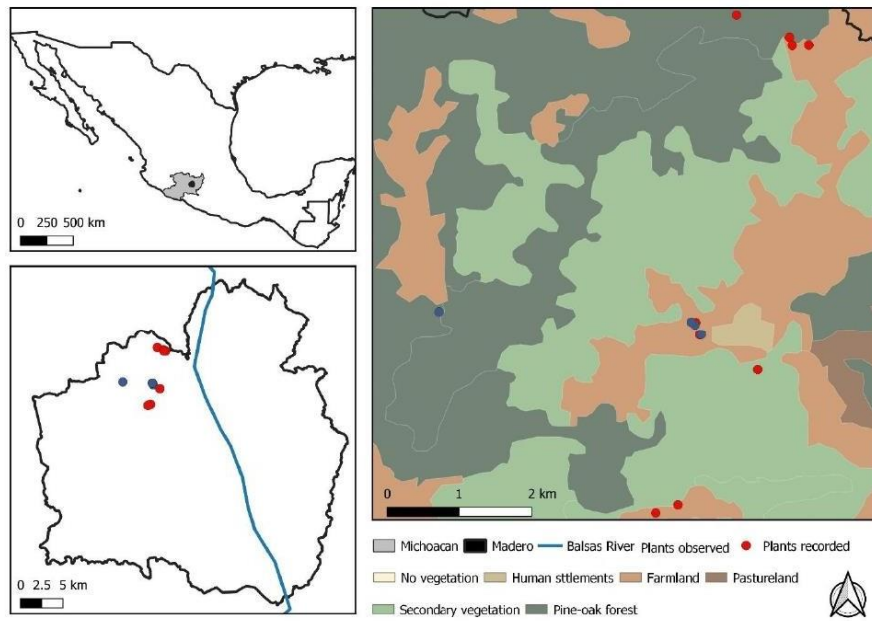 0 250 500 km
0 2.5 5 km
0 1 2 km
Michoacan Madero Balsas River Plants observed Plants recorded
No vegetation Human sttlements Farmland Pastureland
Secondary vegetation Pine-oak forest